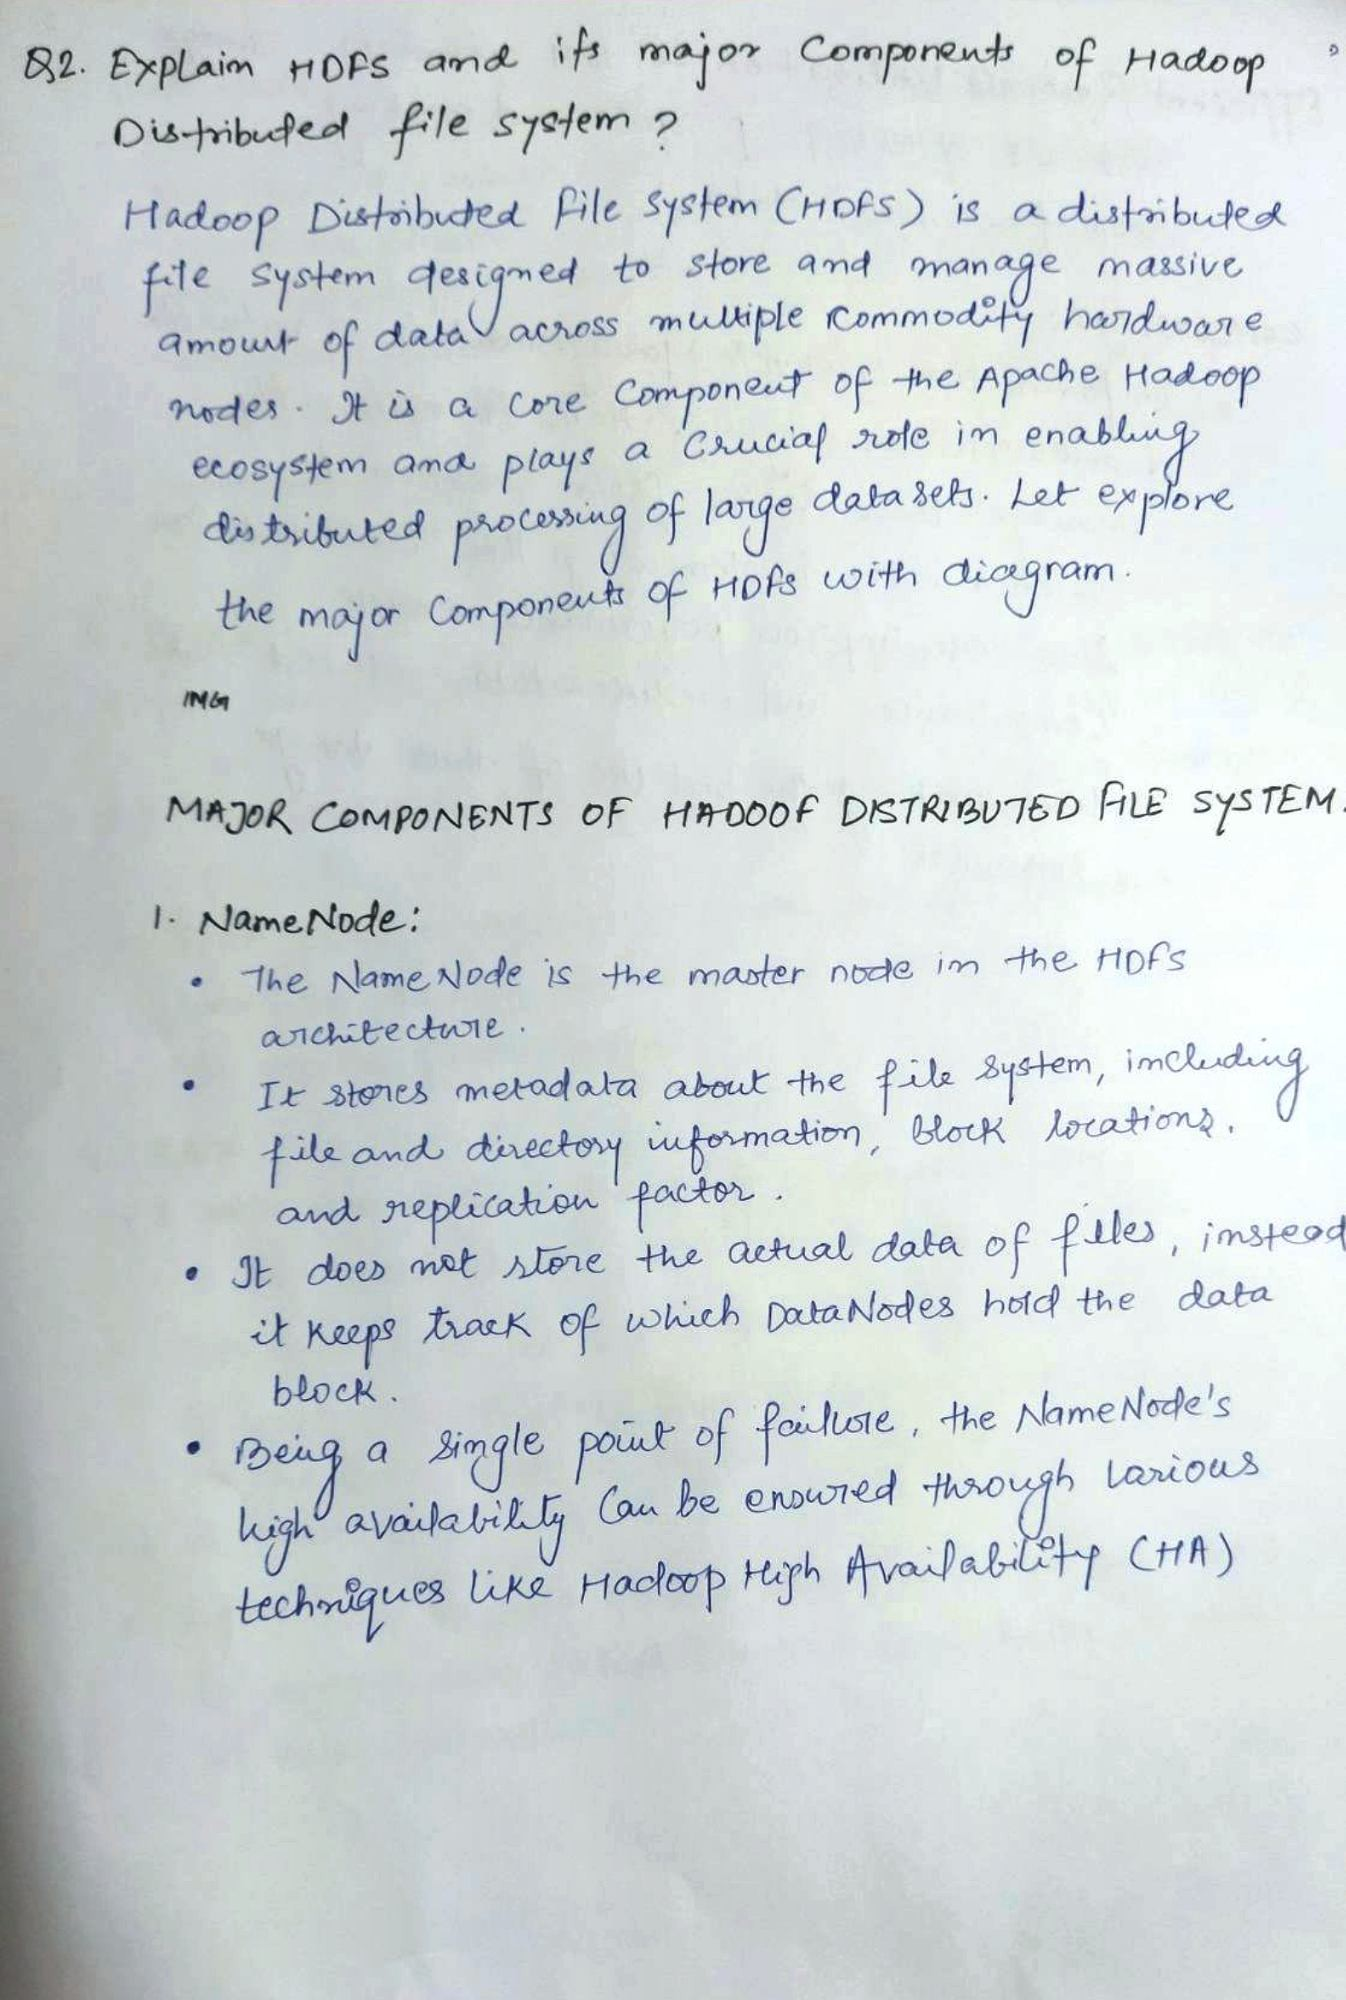 Q2. Explain HDFS and its major Components of Hadoop
Distributed file system ?
Hadoop Distributed file system (HDFS) is a distributed
file system designed to store and manage massive
amount of data across multiple commodity hardware
nodes. It is a core Component of the Apache Hadoop
ecosystem and plays a Crucial role in enabling
distributed processing of large datasets. Let explore
the major Components of HDFS with diagram.
IMG
MAJOR COMPONENTS OF HADOOF DISTRIBUTED FILE SYSTEM.
1. NameNode:
• The NameNode is the master node in the HDFS
architecture.
• It stores metadata about the file system, including
file and directory information, block locations,
and replication factor.
• It does not store the actual data of files, instead
it keeps track of which DataNodes hold the data
block.
• Being a single point of failure, the NameNode's
high availability Can be ensured through various
techniques like Hadoop High Availability (HA)